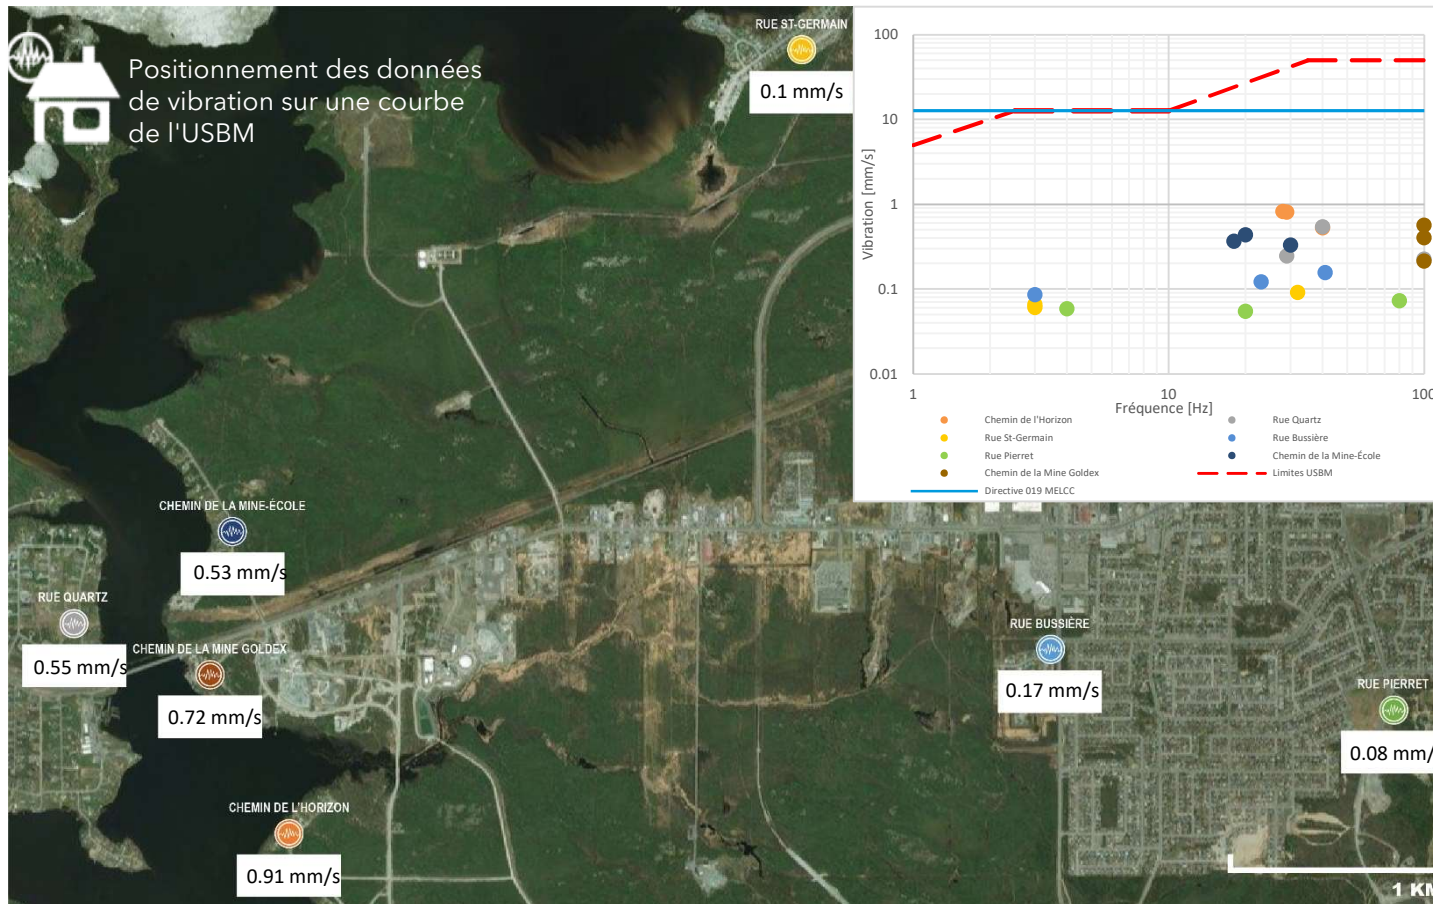 Positionnement des données
de vibration sur une courbe
de l'USBM
RUE ST-GERMAIN
0.1 mm/s
100
10
1
0.1
0.01
Vibration [mm/s]
1
10
100
Fréquence [Hz]
Chemin de l'Horizon
Rue Quartz
Rue St-Germain
Rue Bussière
Rue Pierret
Chemin de la Mine-École
Chemin de la Mine Goldex
Limites USBM
Directive 019 MELCC
CHEMIN DE LA MINE-ÉCOLE
0.53 mm/s
RUE QUARTZ
0.55 mm/s
CHEMIN DE LA MINE GOLDEX
0.72 mm/s
RUE BUSSIÈRE
0.17 mm/s
RUE PIERRET
0.08 mm/
CHEMIN DE L'HORIZON
0.91 mm/s
1 KM